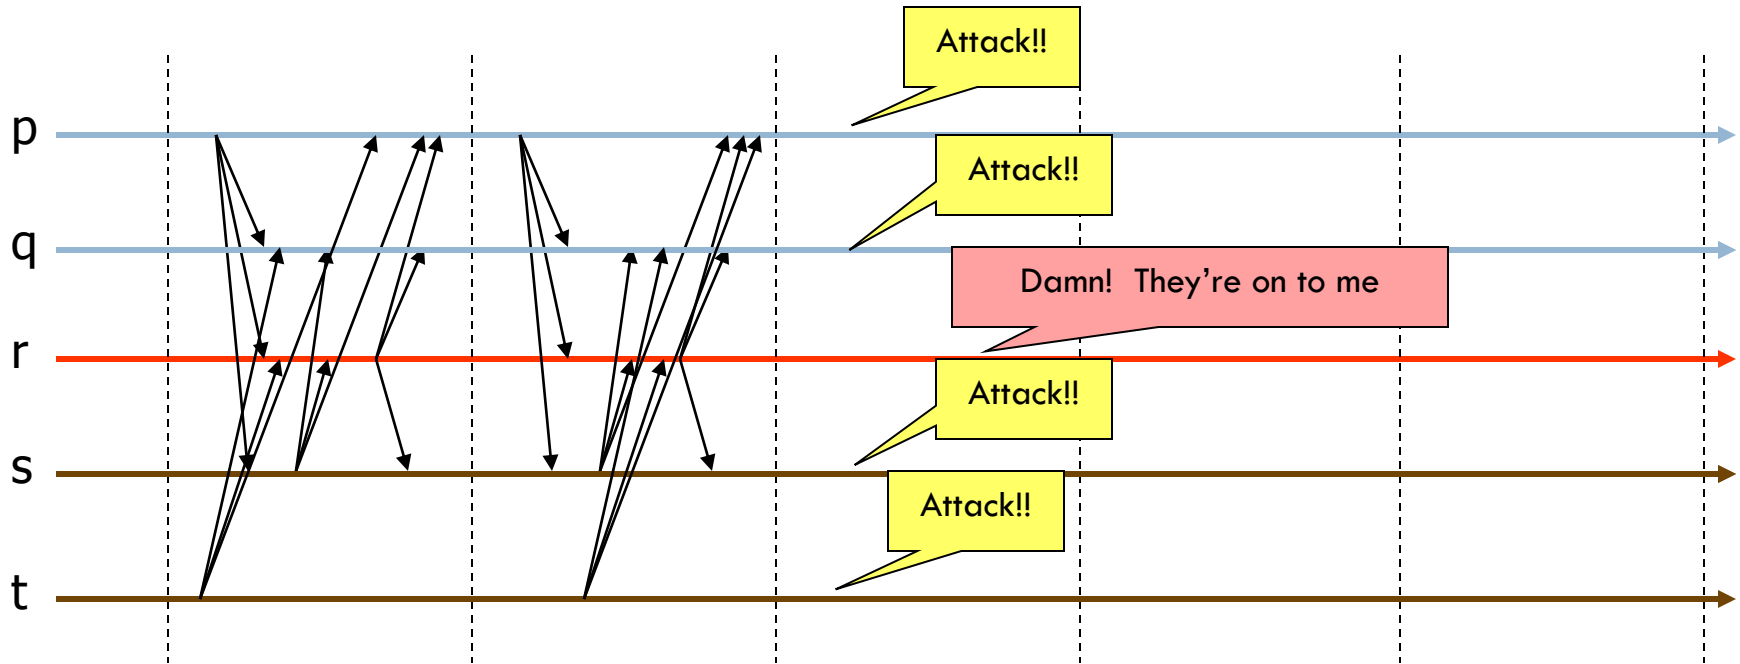 Attack!!
p
Attack!!
q
Damn! They’re on to me
r
Attack!!
s
Attack!!
t